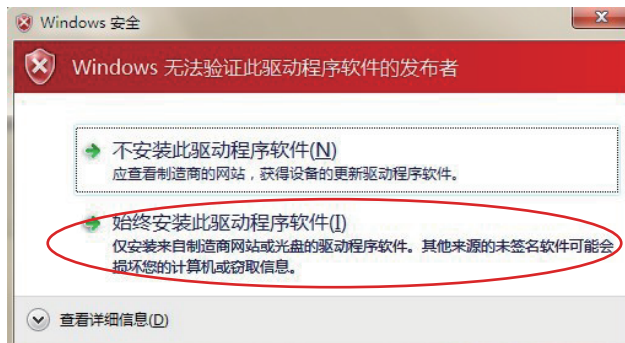 Windows 安全
Windows 无法验证此驱动程序软件的发布者
不安装此驱动程序软件(N)
应查看制造商的网站，获得设备的更新驱动程序软件。
始终安装此驱动程序软件(I)
仅安装来自制造商网站或光盘的驱动程序软件。其他来源的未签名软件可能会
损坏您的计算机或窃取信息。
查看详细信息(D)